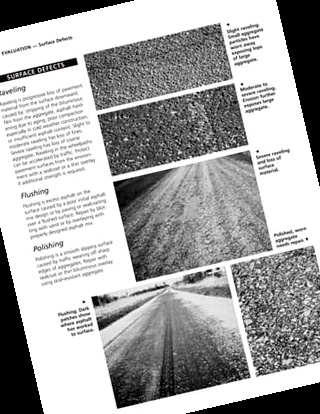 EVALUATION — Surface Defects
SURFACE DEFECTS
Raveling
Raveling is progressive loss of pavement
material from the surface downward,
caused by: stripping of the bituminous
film from the aggregate, asphalt hard-
ening due to aging, poor compaction
especially in cold weather construction,
or insufficient asphalt content. Slight to
moderate raveling has loss of fines.
Severe raveling has loss of coarse
aggregate. Raveling in the wheelpaths
can be accelerated by traffic. Protect
pavement surfaces from the environ-
ment with a sealcoat or a thin overlay
if additional strength is required.
Flushing
Flushing is excess asphalt on the
surface caused by a poor initial asphalt
mix design or by paving or sealcoating
over a flushed surface. Repair by blot-
ting with sand or by overlaying with
properly designed asphalt mix.
Polishing
Polishing is a smooth slippery surface
caused by traffic wearing off sharp
edges of aggregates. Repair with
sealcoat or thin bituminous overlay
using skid-resistant aggregate.
Slight raveling.
Small aggregate
particles have
worn away
exposing tops
of large
aggregate.
Moderate to
severe raveling.
Erosion further
exposes large
aggregate.
Severe raveling
and loss of
surface
material.
Polished, worn
aggregate
needs repair.
Flushing. Dark
patches show
where asphalt
has worked
to surface.